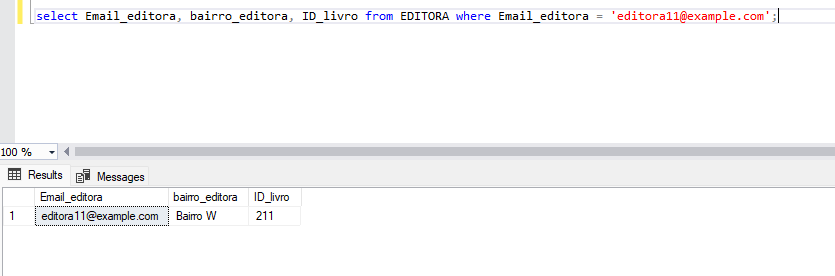 select Email_editora, bairro_editora, ID_livro from EDITORA where Email_editora = 'editora11@example.com';
100 %
Results Messages
Email_editora bairro_editora ID_livro
1 editora11@example.com Bairro W 211